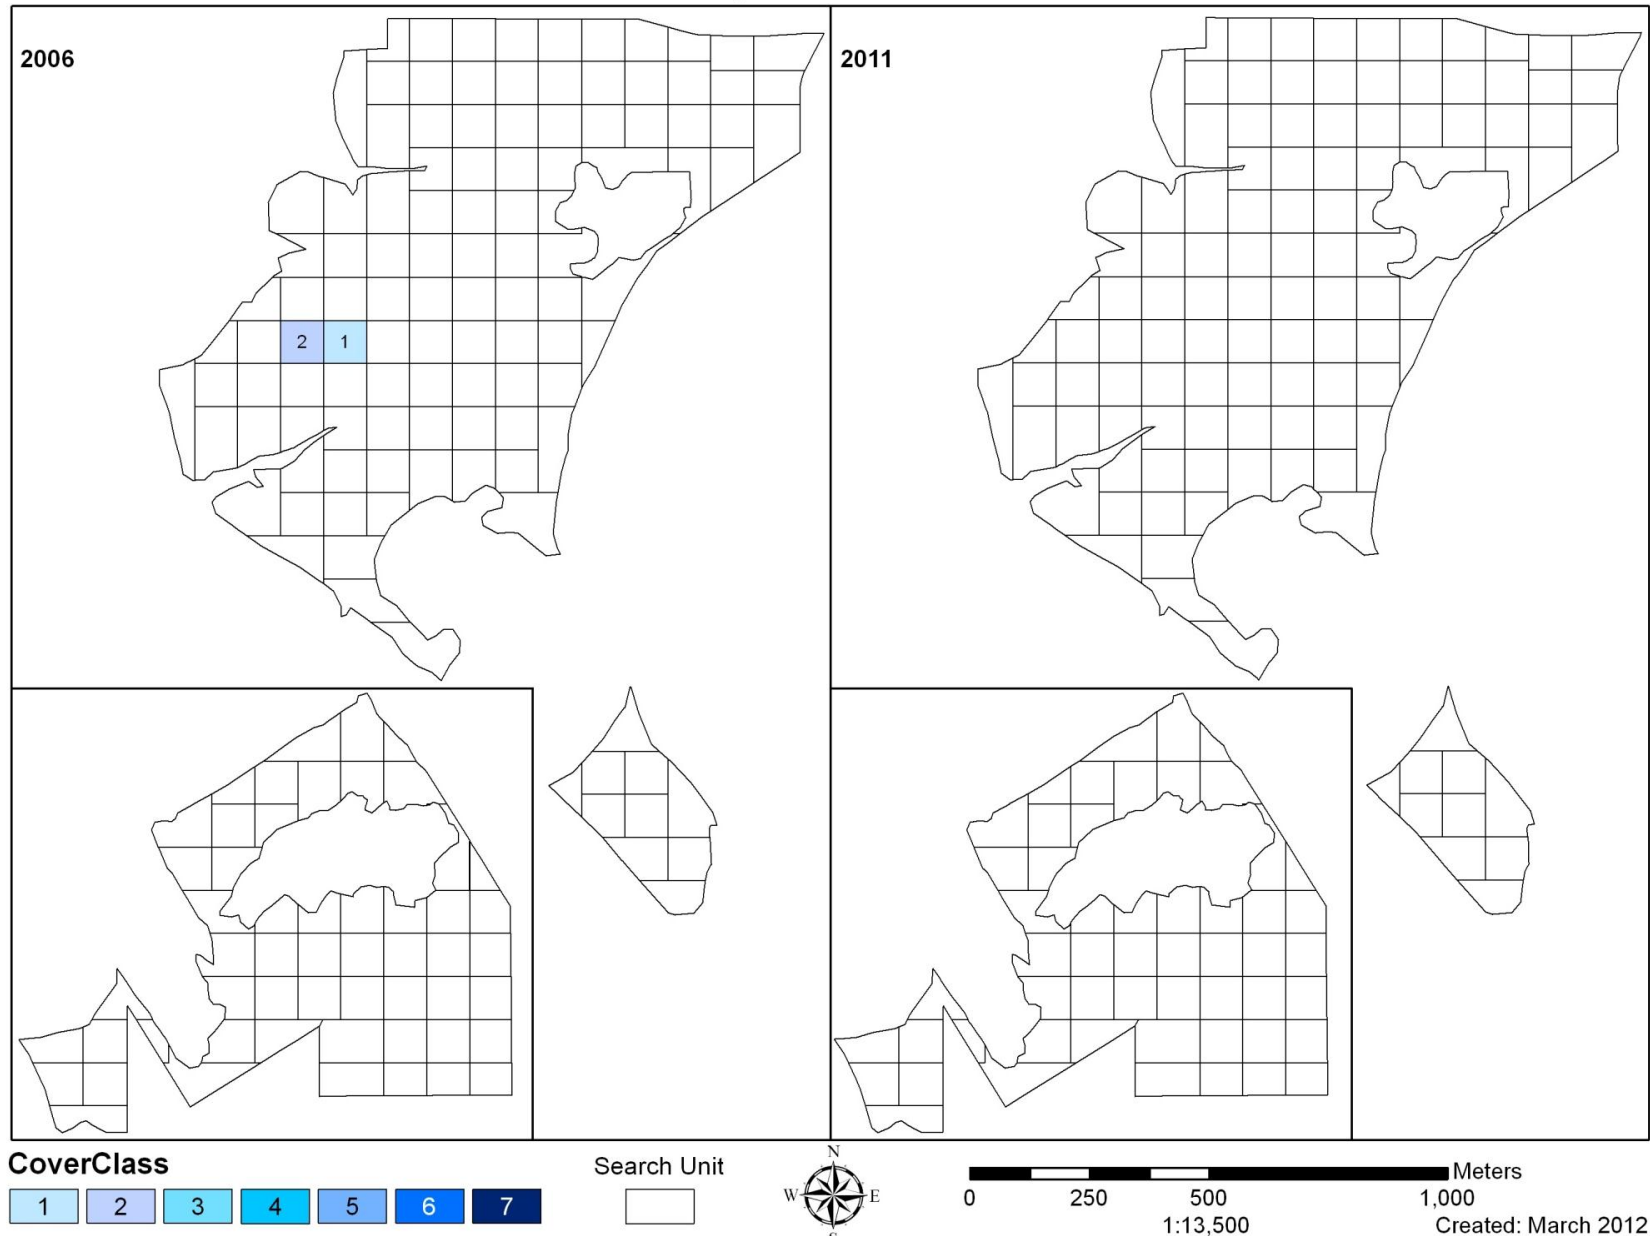 2006
2011
2 1
CoverClass
1 2 3 4 5 6 7
Search Unit
N
W E
S
Meters
0 250 500 1,000
1:13,500
Created: March 2012